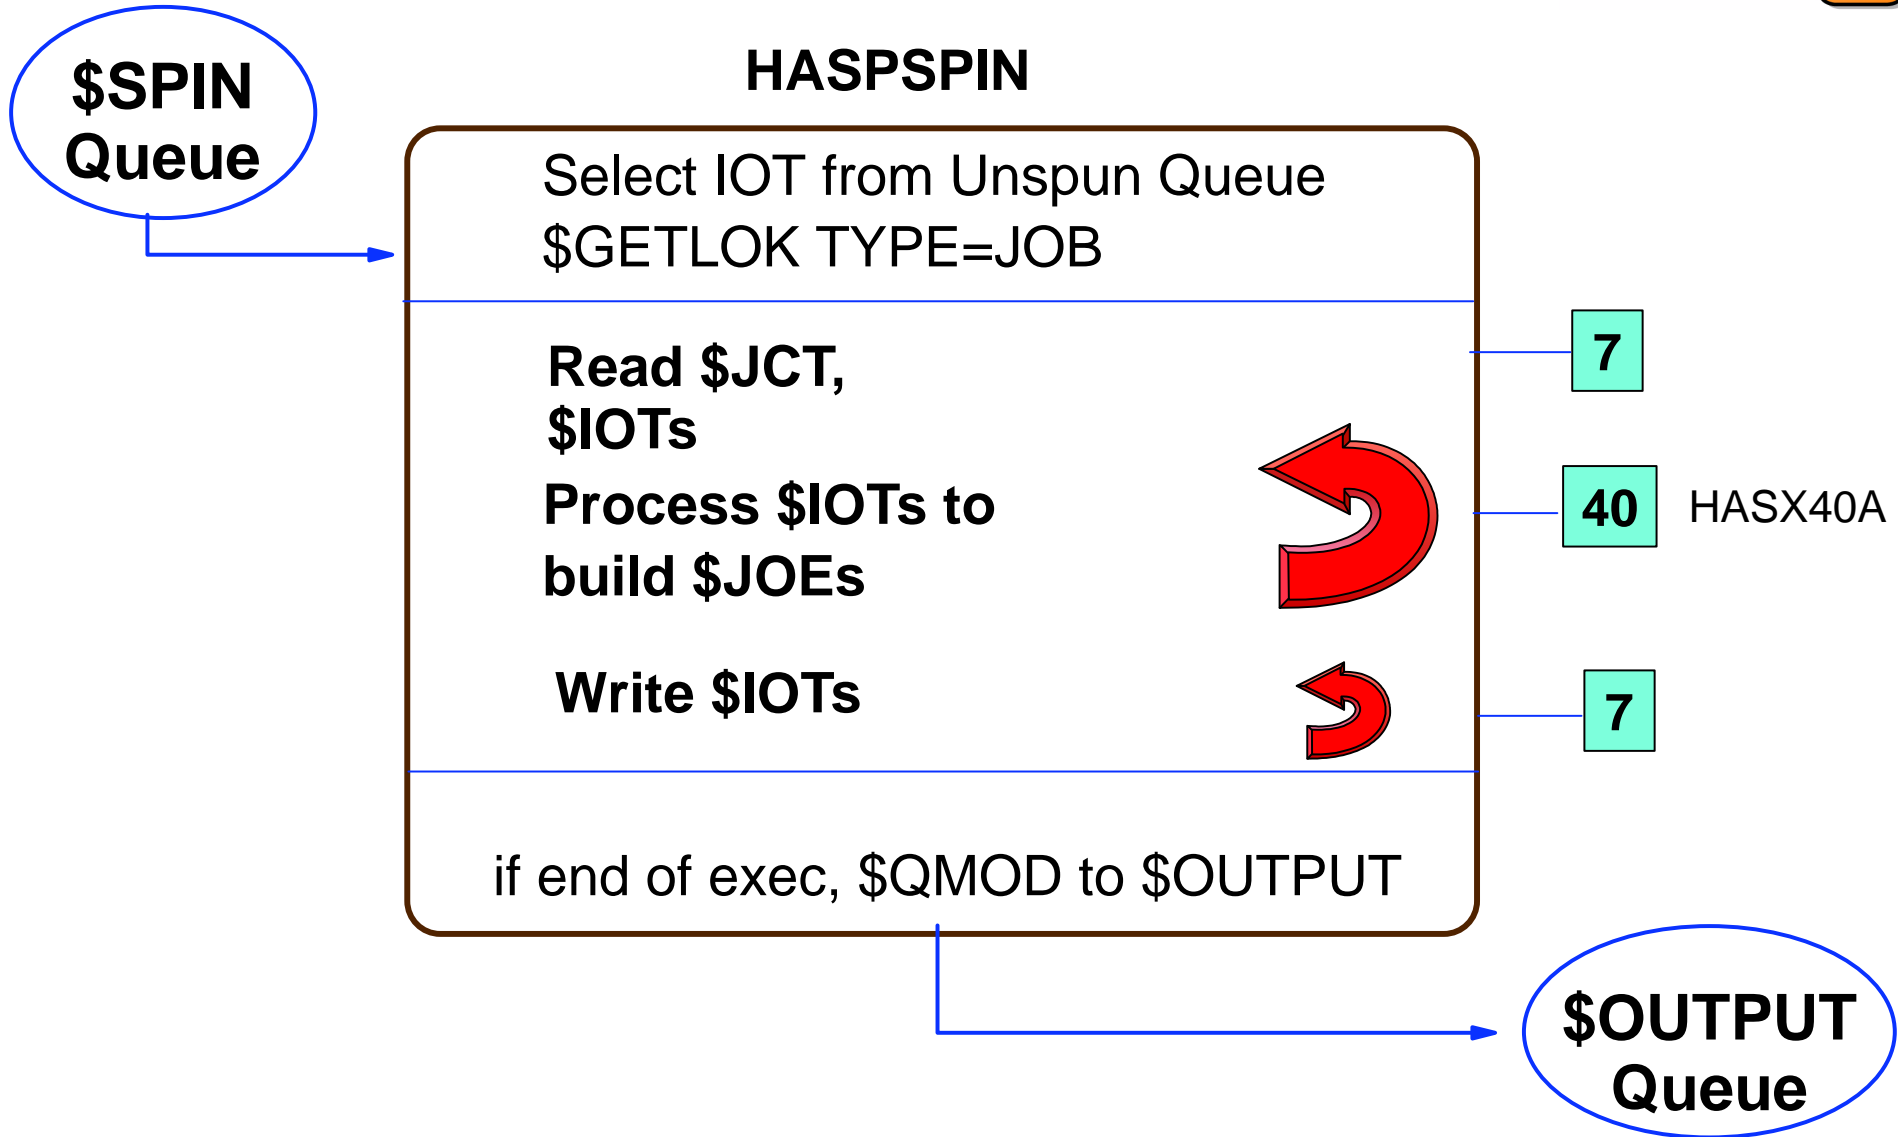 $SPIN
Queue
HASPSPIN
Select IOT from Unspun Queue
$GETLOK TYPE=JOB
Read $JCT,
$IOTs
7
Process $IOTs to
build $JOEs
40 HASX40A
Write $IOTs
7
if end of exec, $QMOD to $OUTPUT
$OUTPUT
Queue